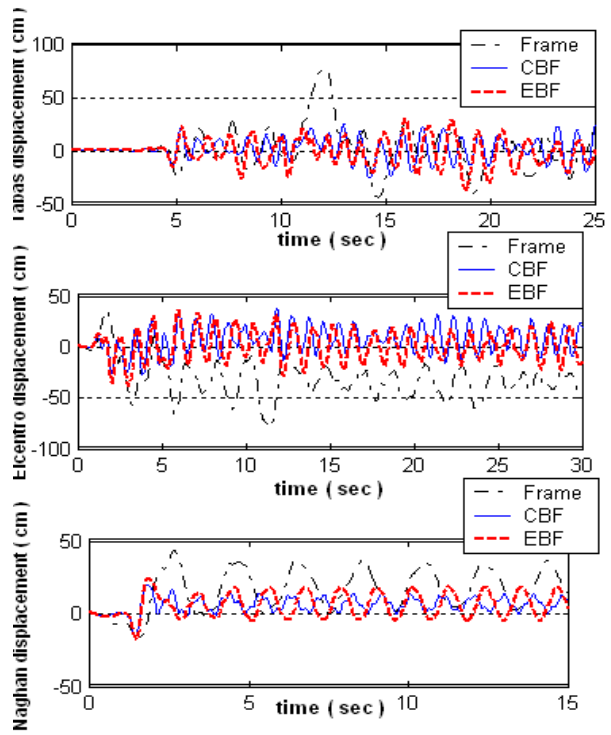 displacement ( cm )
100
50
0
-50
0 5 10 15 20 25
time ( sec )
Frame
CBF
EBF
Elcentro displacement ( cm )
50
0
-50
-100
0 5 10 15 20 25 30
time ( sec )
Frame
CBF
EBF
Naghan displacement ( cm )
50
0
-50
0 5 10 15
time ( sec )
Frame
CBF
EBF